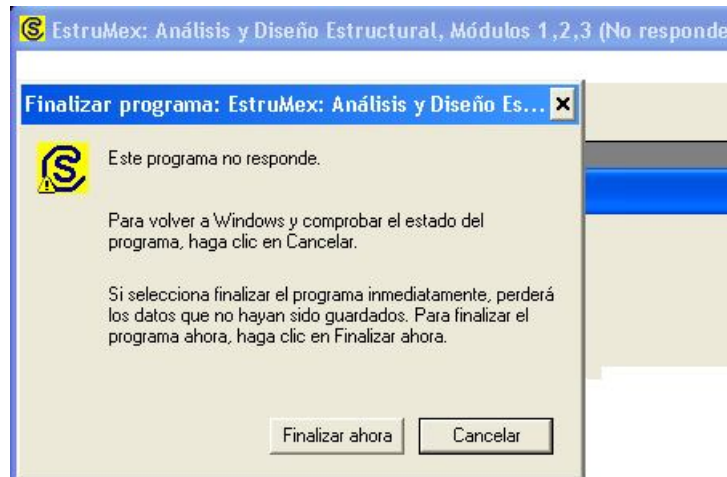 EstruMex: Análisis y Diseño Estructural, Módulos 1,2,3 (No responde
Finalizar programa: EstruMex: Análisis y Diseño Es...
Este programa no responde.
Para volver a Windows y comprobar el estado del
programa, haga clic en Cancelar.
Si selecciona finalizar el programa inmediatamente, perderá
los datos que no hayan sido guardados. Para finalizar el
programa ahora, haga clic en Finalizar ahora.
Finalizar ahora
Cancelar